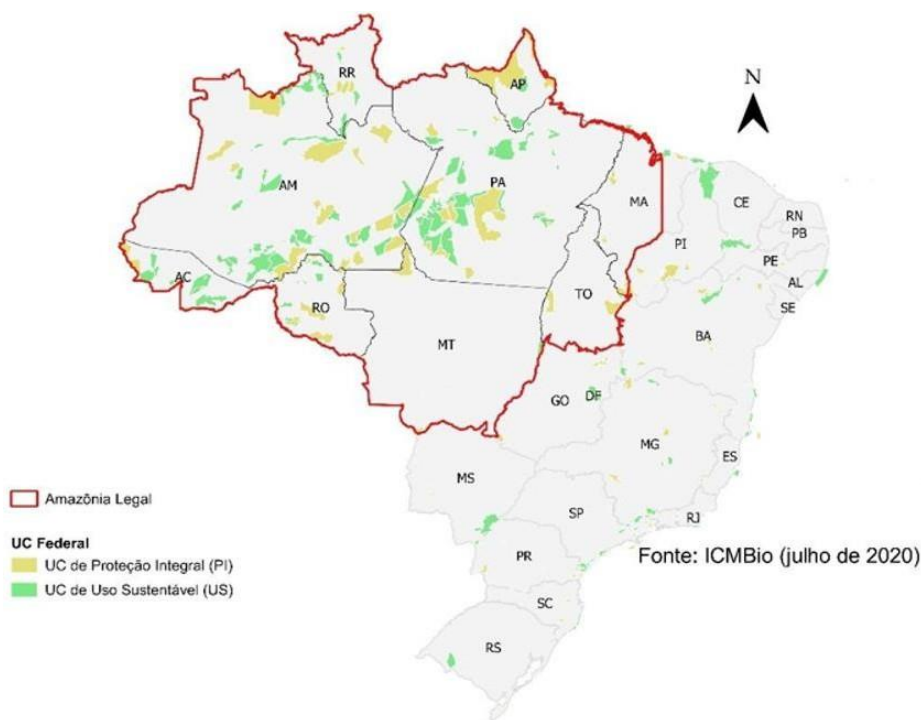 RR
AP
N
AM
PA
MA
CE
RN
PB
PI
PE
AC
AL
TO
SE
RO
BA
MT
GO
DF
MG
ES
MS
SP
RJ
Amazônia Legal
UC Federal
UC de Proteção Integral (PI)
UC de Uso Sustentável (US)
Fonte: ICMBio (julho de 2020)
PR
SC
RS